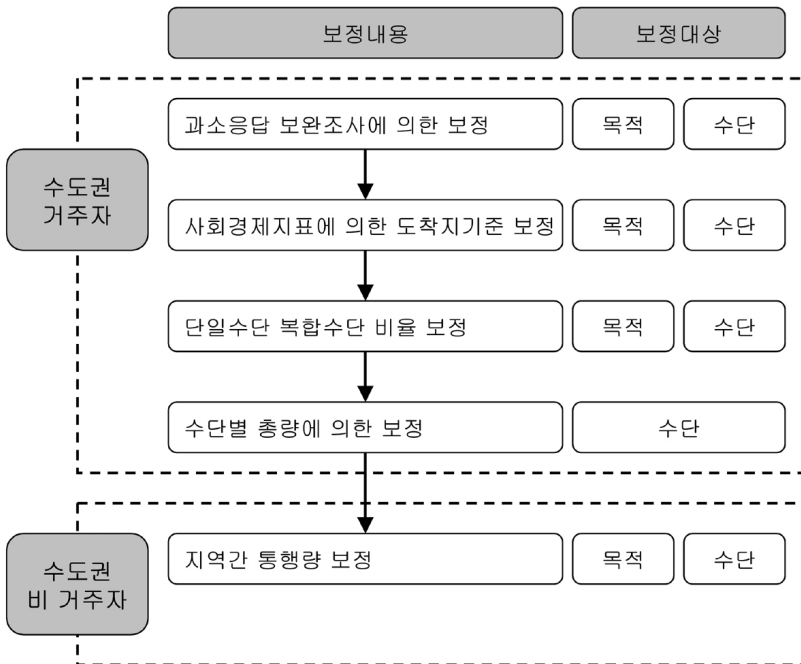 보정내용 보정대상
과소응답 보완조사에 의한 보정 목적 수단
수도권
거주자
사회경제지표에 의한 도착지기준 보정 목적 수단
단일수단 복합수단 비율 보정 목적 수단
수단별 총량에 의한 보정 수단
수도권
비 거주자
지역간 통행량 보정 목적 수단